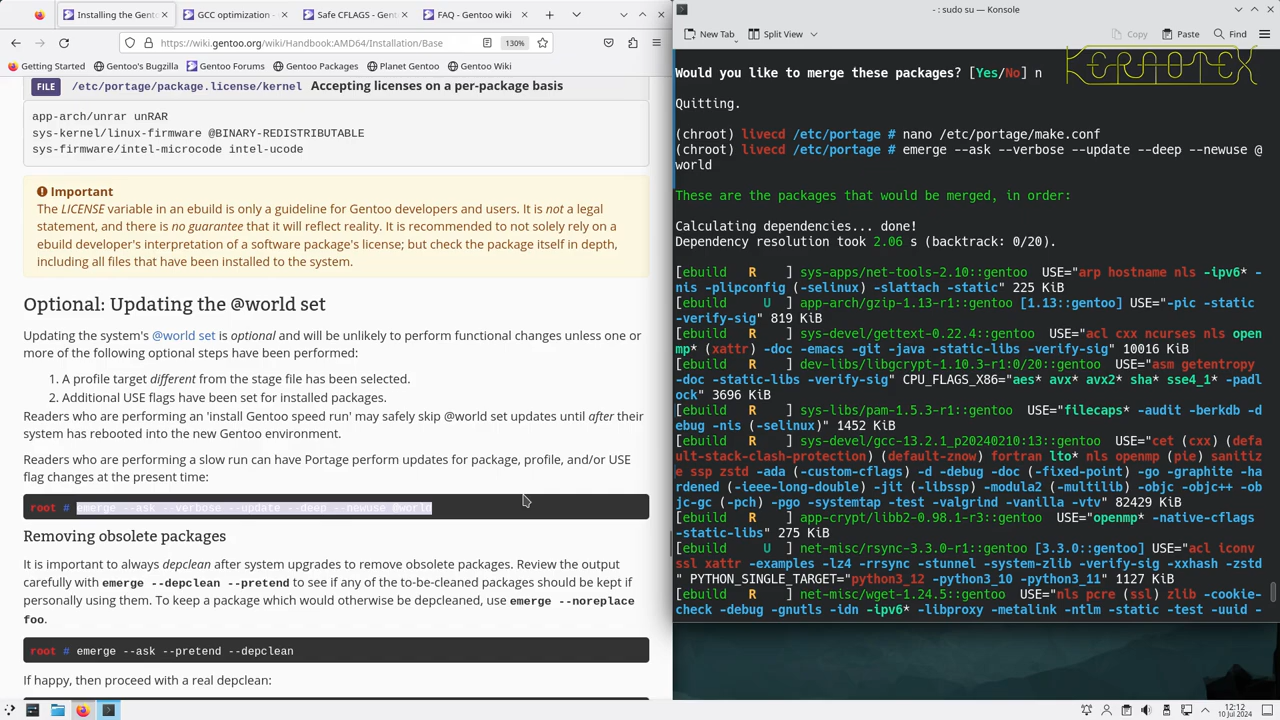 Installing the Gentoo
GCC optimization -
Safe CFLAGS - Gent
FAQ - Gentoo wiki
https://wiki.gentoo.org/wiki/Handbook:AMD64/Installation/Base
130%
Getting Started
Gentoo's Bugzilla
Gentoo Forums
Gentoo Packages
Planet Gentoo
Gentoo Wiki
FILE /etc/portage/package.license/kernel Accepting licenses on a per-package basis
app-arch/unrar unRAR
sys-kernel/linux-firmware @BINARY-REDISTRIBUTABLE
sys-firmware/intel-microcode intel-ucode
Important
The LICENSE variable in an ebuild is only a guideline for Gentoo developers and users. It is not a legal
statement, and there is no guarantee that it will reflect reality. It is recommended to not solely rely on a
ebuild developer's interpretation of a software package's license; but check the package itself in depth,
including all files that have been installed to the system.
Optional: Updating the @world set
Updating the system's @world set is optional and will be unlikely to perform functional changes unless one or
more of the following optional steps have been performed:
1. A profile target different from the stage file has been selected.
2. Additional USE flags have been set for installed packages.
Readers who are performing an 'install Gentoo speed run' may safely skip @world set updates until after their
system has rebooted into the new Gentoo environment.
Readers who are performing a slow run can have Portage perform updates for package, profile, and/or USE
flag changes at the present time:
root # emerge --ask --verbose --update --deep --newuse @world
Removing obsolete packages
It is important to always depclean after system upgrades to remove obsolete packages. Review the output
carefully with emerge --depclean --pretend to see if any of the to-be-cleaned packages should be kept if
personally using them. To keep a package which would otherwise be depcleaned, use emerge --noreplace
foo.
root # emerge --ask --pretend --depclean
If happy, then proceed with a real depclean:
- : sudo su — Konsole
New Tab
Split View
Copy
Paste
Find
KERNOTEX
Would you like to merge these packages? [Yes/No] n
Quitting.
(chroot) livecd /etc/portage # nano /etc/portage/make.conf
(chroot) livecd /etc/portage # emerge --ask --verbose --update --deep --newuse @
world
These are the packages that would be merged, in order:
Calculating dependencies... done!
Dependency resolution took 2.06 s (backtrack: 0/20).
[ebuild   R    ] sys-apps/net-tools-2.10::gentoo  USE="arp hostname nls -ipv6* -
nis -plipconfig (-selinux) -slattach -static" 225 KiB
[ebuild     U  ] app-arch/gzip-1.13-r1::gentoo [1.13::gentoo] USE="-pic -static
-verify-sig" 819 KiB
[ebuild   R    ] sys-devel/gettext-0.22.4::gentoo  USE="acl cxx ncurses nls open
mp* (xattr) -doc -emacs -git -java -static-libs -verify-sig" 10016 KiB
[ebuild   R    ] dev-libs/libgcrypt-1.10.3-r1:0/20::gentoo  USE="asm getentropy
-doc -static-libs -verify-sig" CPU_FLAGS_X86="aes* avx* avx2* sha* sse4_1* -padl
ock" 3696 KiB
[ebuild   R    ] sys-libs/pam-1.5.3-r1::gentoo  USE="filecaps* -audit -berkdb -d
ebug -nis (-selinux)" 1452 KiB
[ebuild   R    ] sys-devel/gcc-13.2.1_p20240210:13::gentoo  USE="cet (cxx) (defa
ult-stack-clash-protection) (default-znow) fortran lto* nls openmp (pie) sanitiz
e ssp zstd -ada (-custom-cflags) -d -debug -doc (-fixed-point) -go -graphite -ha
rdened (-ieee-long-double) -jit (-libssp) -modula2 (-multilib) -objc -objc++ -ob
jc-gc (-pch) -pgo -systemtap -test -valgrind -vanilla -vtv" 82429 KiB
[ebuild   R    ] app-crypt/libb2-0.98.1-r3::gentoo  USE="openmp* -native-cflags
-static-libs" 275 KiB
[ebuild     U  ] net-misc/rsync-3.3.0-r1::gentoo [3.3.0::gentoo] USE="acl iconv
ssl xattr -examples -lz4 -rrsync -stunnel -system-zlib -verify-sig -xxhash -zstd
" PYTHON_SINGLE_TARGET="python3_12 -python3_10 -python3_11" 1127 KiB
[ebuild   R    ] net-misc/wget-1.24.5::gentoo  USE="nls pcre (ssl) zlib -cookie-
check -debug -gnutls -idn -ipv6* -libproxy -metalink -ntlm -static -test -uuid -
12:12
10 Jul 2024